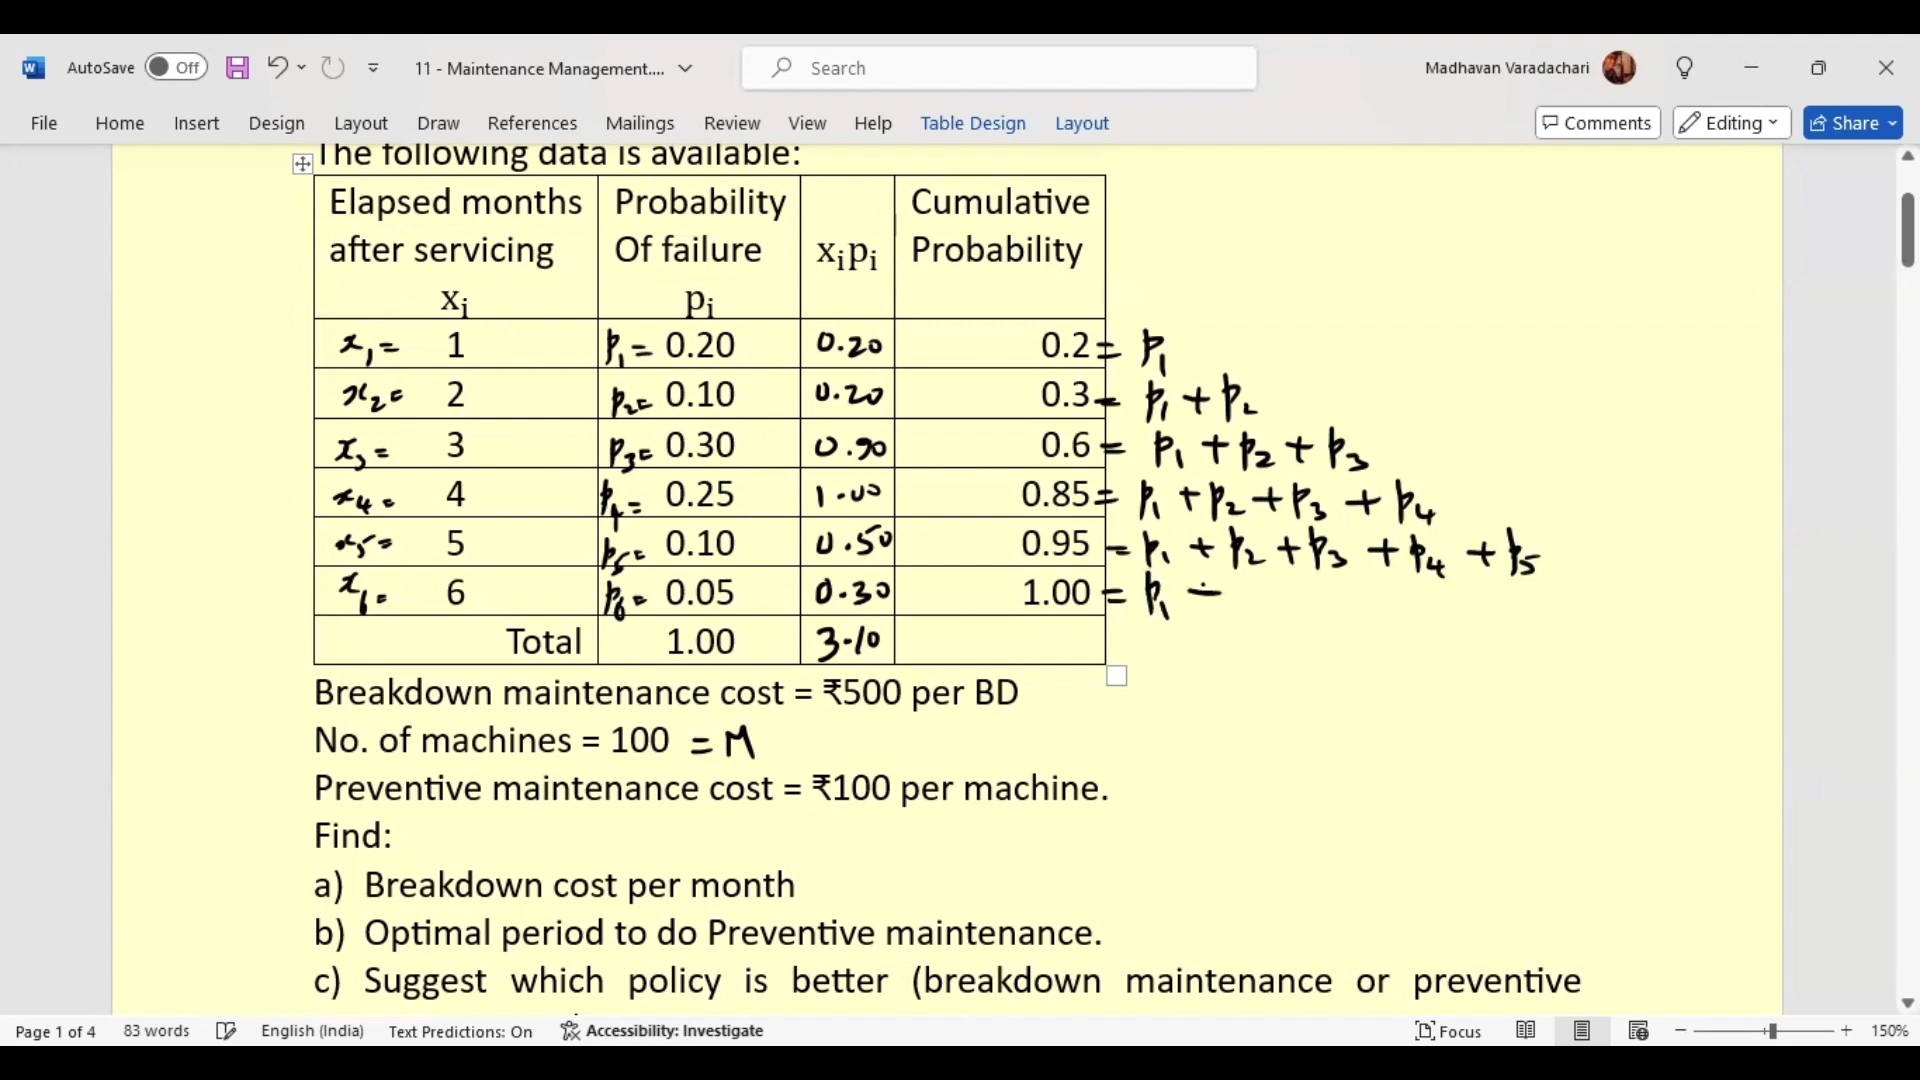 AutoSave Off 11 - Maintenance Management.... Search Madhavan Varadachari
File Home Insert Design Layout Draw References Mailings Review View Help Table Design Layout Comments Editing Share
The following data is available:
Elapsed months after servicing xᵢ Probability Of failure pᵢ xᵢpᵢ Cumulative Probability
x₁= 1 p₁= 0.20 0.20 0.2 = p₁
x₂= 2 p₂= 0.10 0.20 0.3 = p₁ + p₂
x₃= 3 p₃= 0.30 0.90 0.6 = p₁ + p₂ + p₃
x₄= 4 p₄= 0.25 1.00 0.85 = p₁ + p₂ + p₃ + p₄
x₅= 5 p₅= 0.10 0.50 0.95 = p₁ + p₂ + p₃ + p₄ + p₅
x₆= 6 p₆= 0.05 0.30 1.00 = p₁ –
Total 1.00 3.10
Breakdown maintenance cost = ₹500 per BD
No. of machines = 100 = M
Preventive maintenance cost = ₹100 per machine.
Find:
a) Breakdown cost per month
b) Optimal period to do Preventive maintenance.
c) Suggest which policy is better (breakdown maintenance or preventive
Page 1 of 4 83 words English (India) Text Predictions: On Accessibility: Investigate Focus 150%